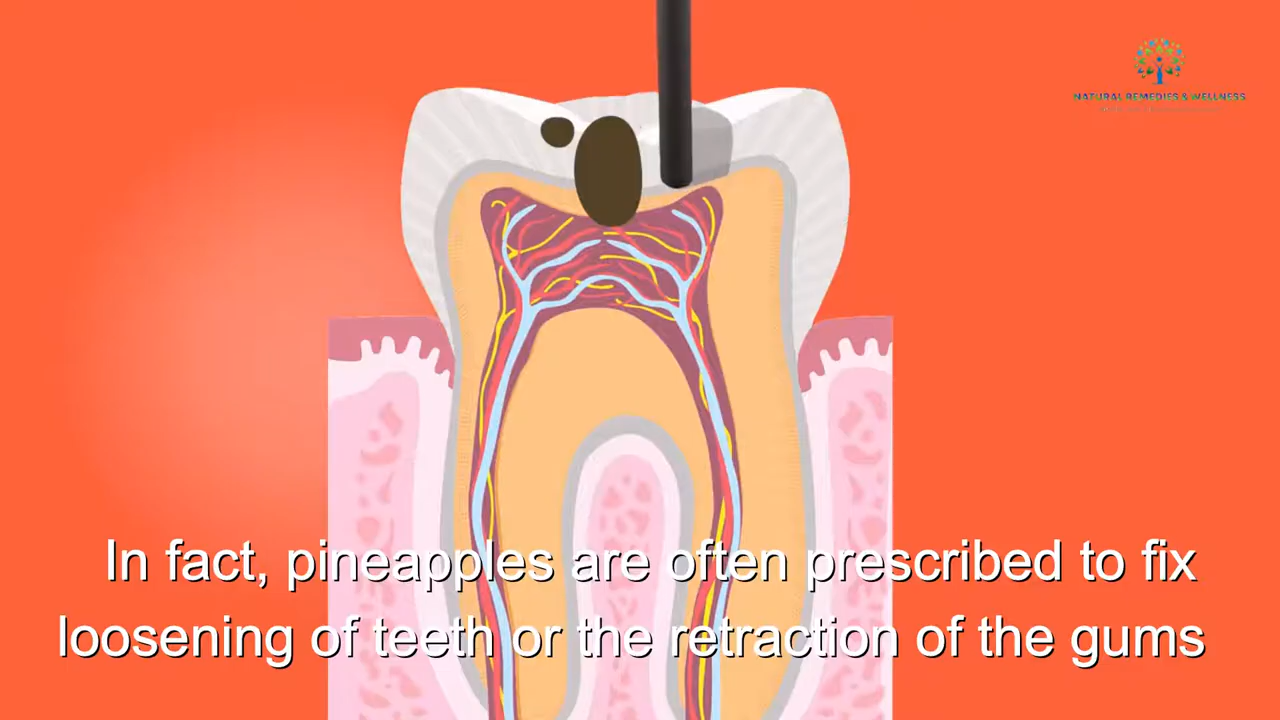 NATURAL REMEDIES & WELLNESS
In fact, pineapples are often prescribed to fix
loosening of teeth or the retraction of the gums